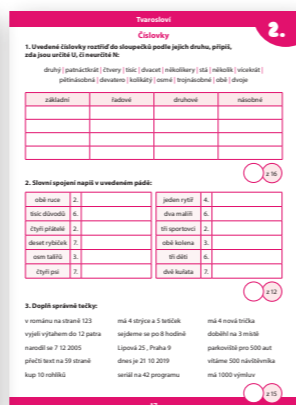 Tvarosloví
2.
Číslovky
1. Uvedené číslovky roztřiď do sloupečků podle jejich druhu, připiš,
zda jsou určité U, či neurčité N:
druhý | patnáctkrát | čtvery | tisíc | dvacet | několikery | stá | několik | vícekrát |
pětinásobná | devatero | kolikátý | osmé | trojnásobné | obě | dvoje
základní řadové druhové násobné
z 16
2. Slovní spojení napiš v uvedeném pádě:
obě ruce 2. jeden rytíř 4.
tisíc důvodů 6. dva malíři 6.
čtyři přátelé 2. tři sportovci 2.
deset rybiček 7. obě kolena 3.
osm talířů 3. tři děti 6.
čtyři psi 7. dvě kuřata 7.
z 12
3. Doplň správně tečky:
v románu na straně 123 má 4 strýce a 5 tetiček má 4 nová trička
vyjeli výtahem do 12 patra sejdeme se po 8 hodině doběhl na 3 místě
narodil se 7 12 2005 Lipová 25 , Praha 9 parkoviště pro 500 aut
přečti text na 59 straně dnes je 21 10 2019 vítáme 500 návštěvníka
kup 10 rohlíků seriál na 42 programu má 1000 výmluv
z 15